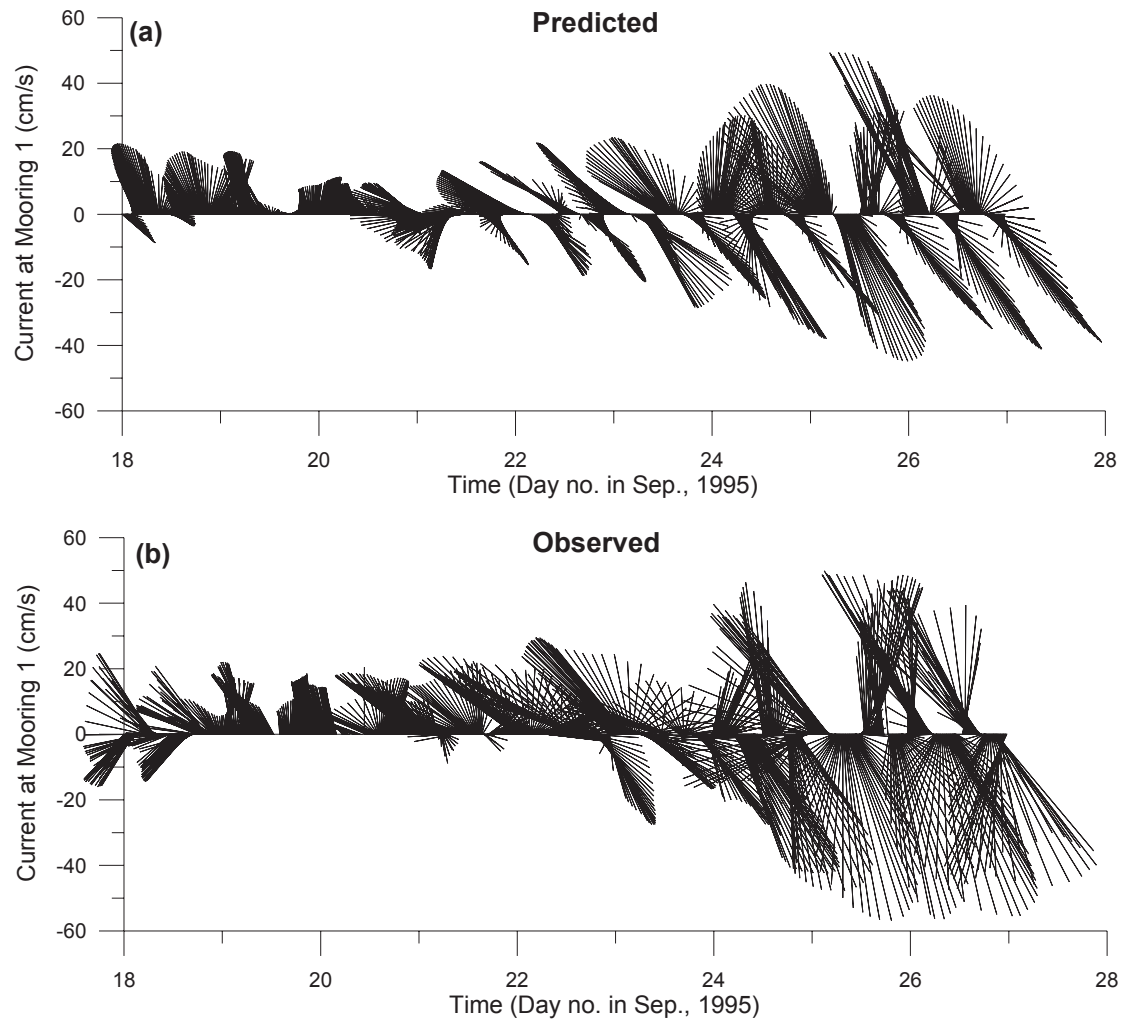 (a)
Predicted
60
40
20
0
-20
-40
-60
Current at Mooring 1 (cm/s)
18 20 22 24 26 28
Time (Day no. in Sep., 1995)
(b)
Observed
60
40
20
0
-20
-40
-60
Current at Mooring 1 (cm/s)
18 20 22 24 26 28
Time (Day no. in Sep., 1995)